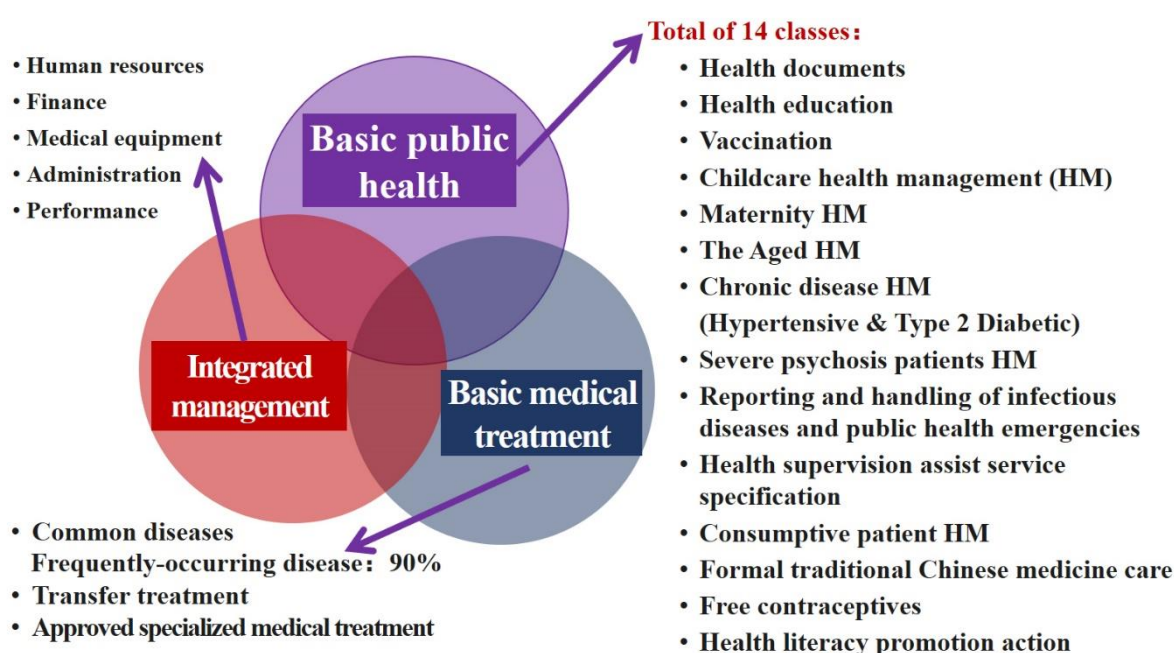 • Human resources
• Finance
• Medical equipment
• Administration
• Performance
Basic public
health
Integrated
management
Basic medical
treatment
• Common diseases
Frequently-occurring disease：90%
• Transfer treatment
• Approved specialized medical treatment
Total of 14 classes：
• Health documents
• Health education
• Vaccination
• Childcare health management (HM)
• Maternity HM
• The Aged HM
• Chronic disease HM
(Hypertensive & Type 2 Diabetic)
• Severe psychosis patients HM
• Reporting and handling of infectious
diseases and public health emergencies
• Health supervision assist service
specification
• Consumptive patient HM
• Formal traditional Chinese medicine care
• Free contraceptives
• Health literacy promotion action